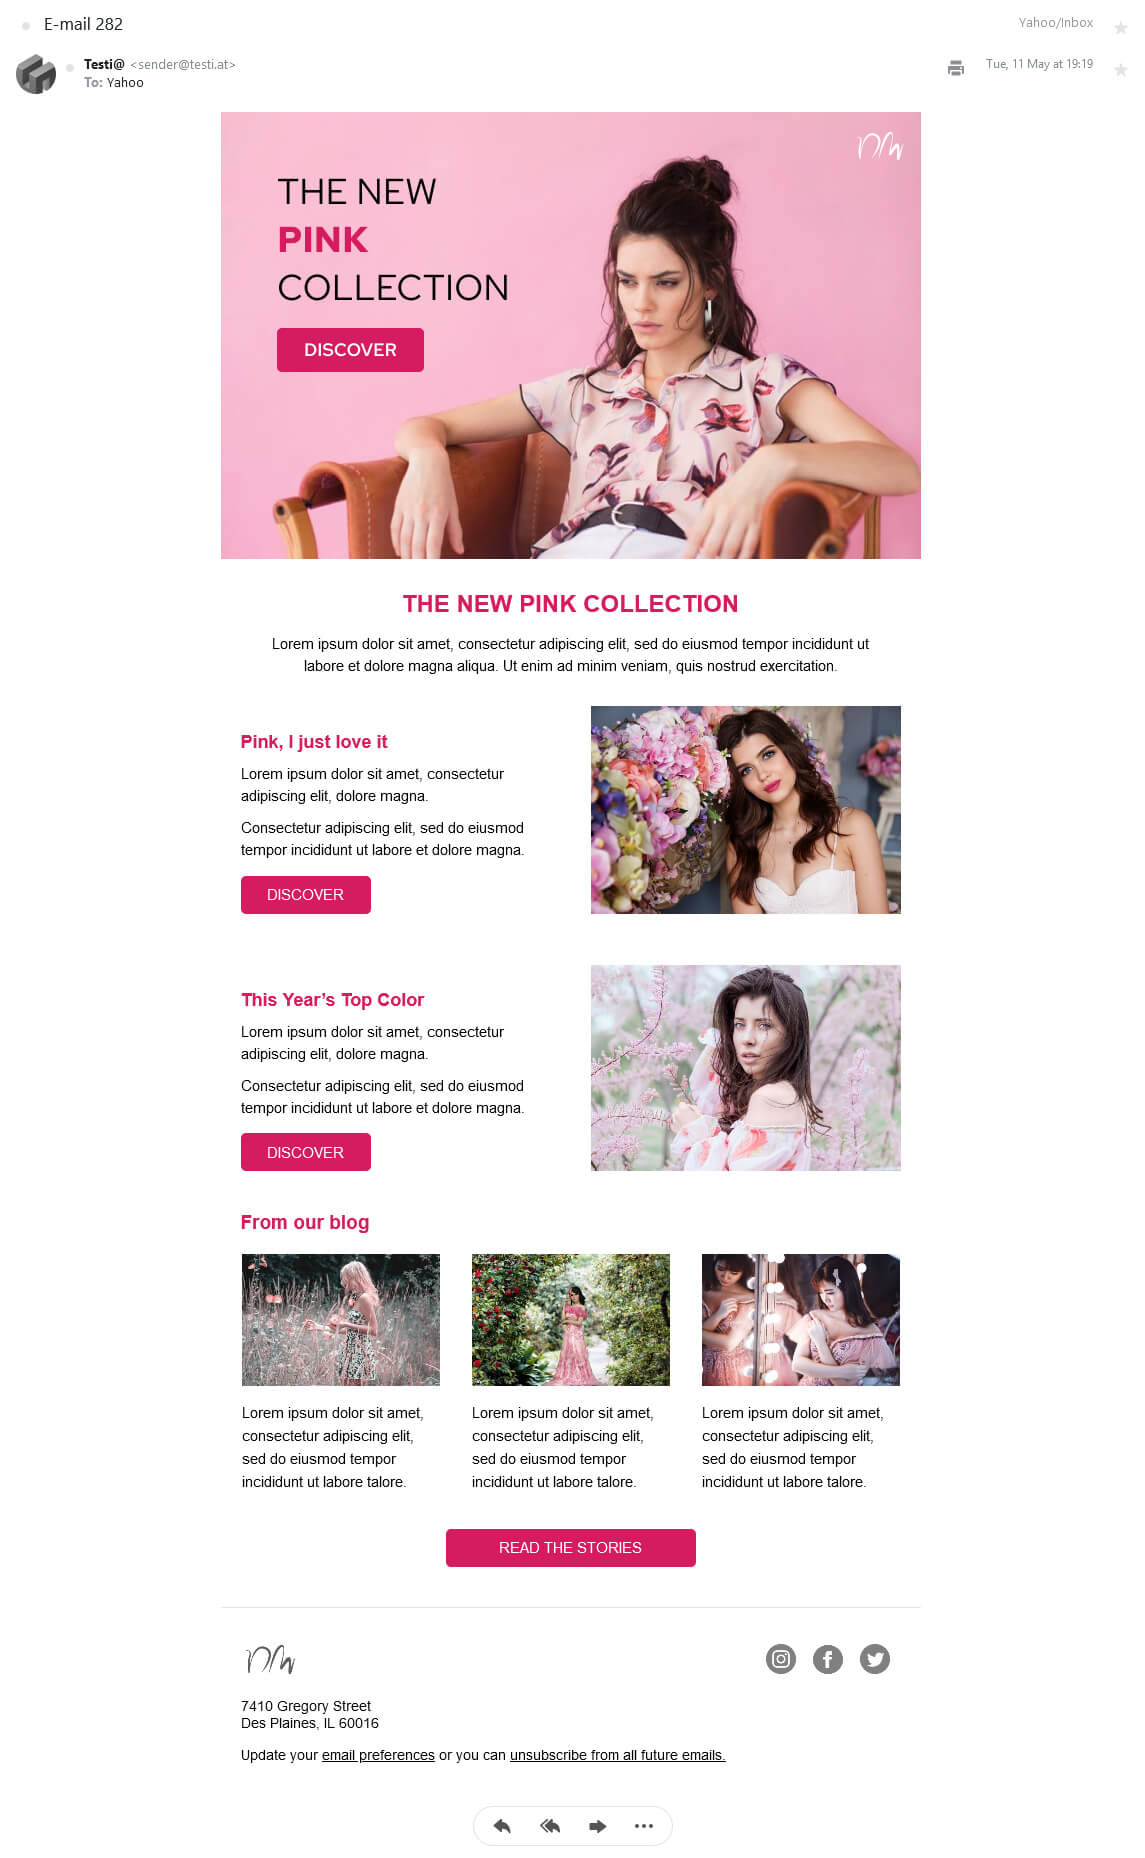 E-mail 282
Yahoo/Inbox
Testi@ <sender@testi.at>
Tue, 11 May at 19:19
To: Yahoo
THE NEW
PINK
COLLECTION
DISCOVER
THE NEW PINK COLLECTION
Lorem ipsum dolor sit amet, consectetur adipiscing elit, sed do eiusmod tempor incididunt ut
labore et dolore magna aliqua. Ut enim ad minim veniam, quis nostrud exercitation.
Pink, I just love it
Lorem ipsum dolor sit amet, consectetur
adipiscing elit, dolore magna.
Consectetur adipiscing elit, sed do eiusmod
tempor incididunt ut labore et dolore magna.
DISCOVER
This Year’s Top Color
Lorem ipsum dolor sit amet, consectetur
adipiscing elit, dolore magna.
Consectetur adipiscing elit, sed do eiusmod
tempor incididunt ut labore et dolore magna.
DISCOVER
From our blog
Lorem ipsum dolor sit amet,
consectetur adipiscing elit,
sed do eiusmod tempor
incididunt ut labore talore.
Lorem ipsum dolor sit amet,
consectetur adipiscing elit,
sed do eiusmod tempor
incididunt ut labore talore.
Lorem ipsum dolor sit amet,
consectetur adipiscing elit,
sed do eiusmod tempor
incididunt ut labore talore.
READ THE STORIES
7410 Gregory Street
Des Plaines, IL 60016
Update your email preferences or you can unsubscribe from all future emails.